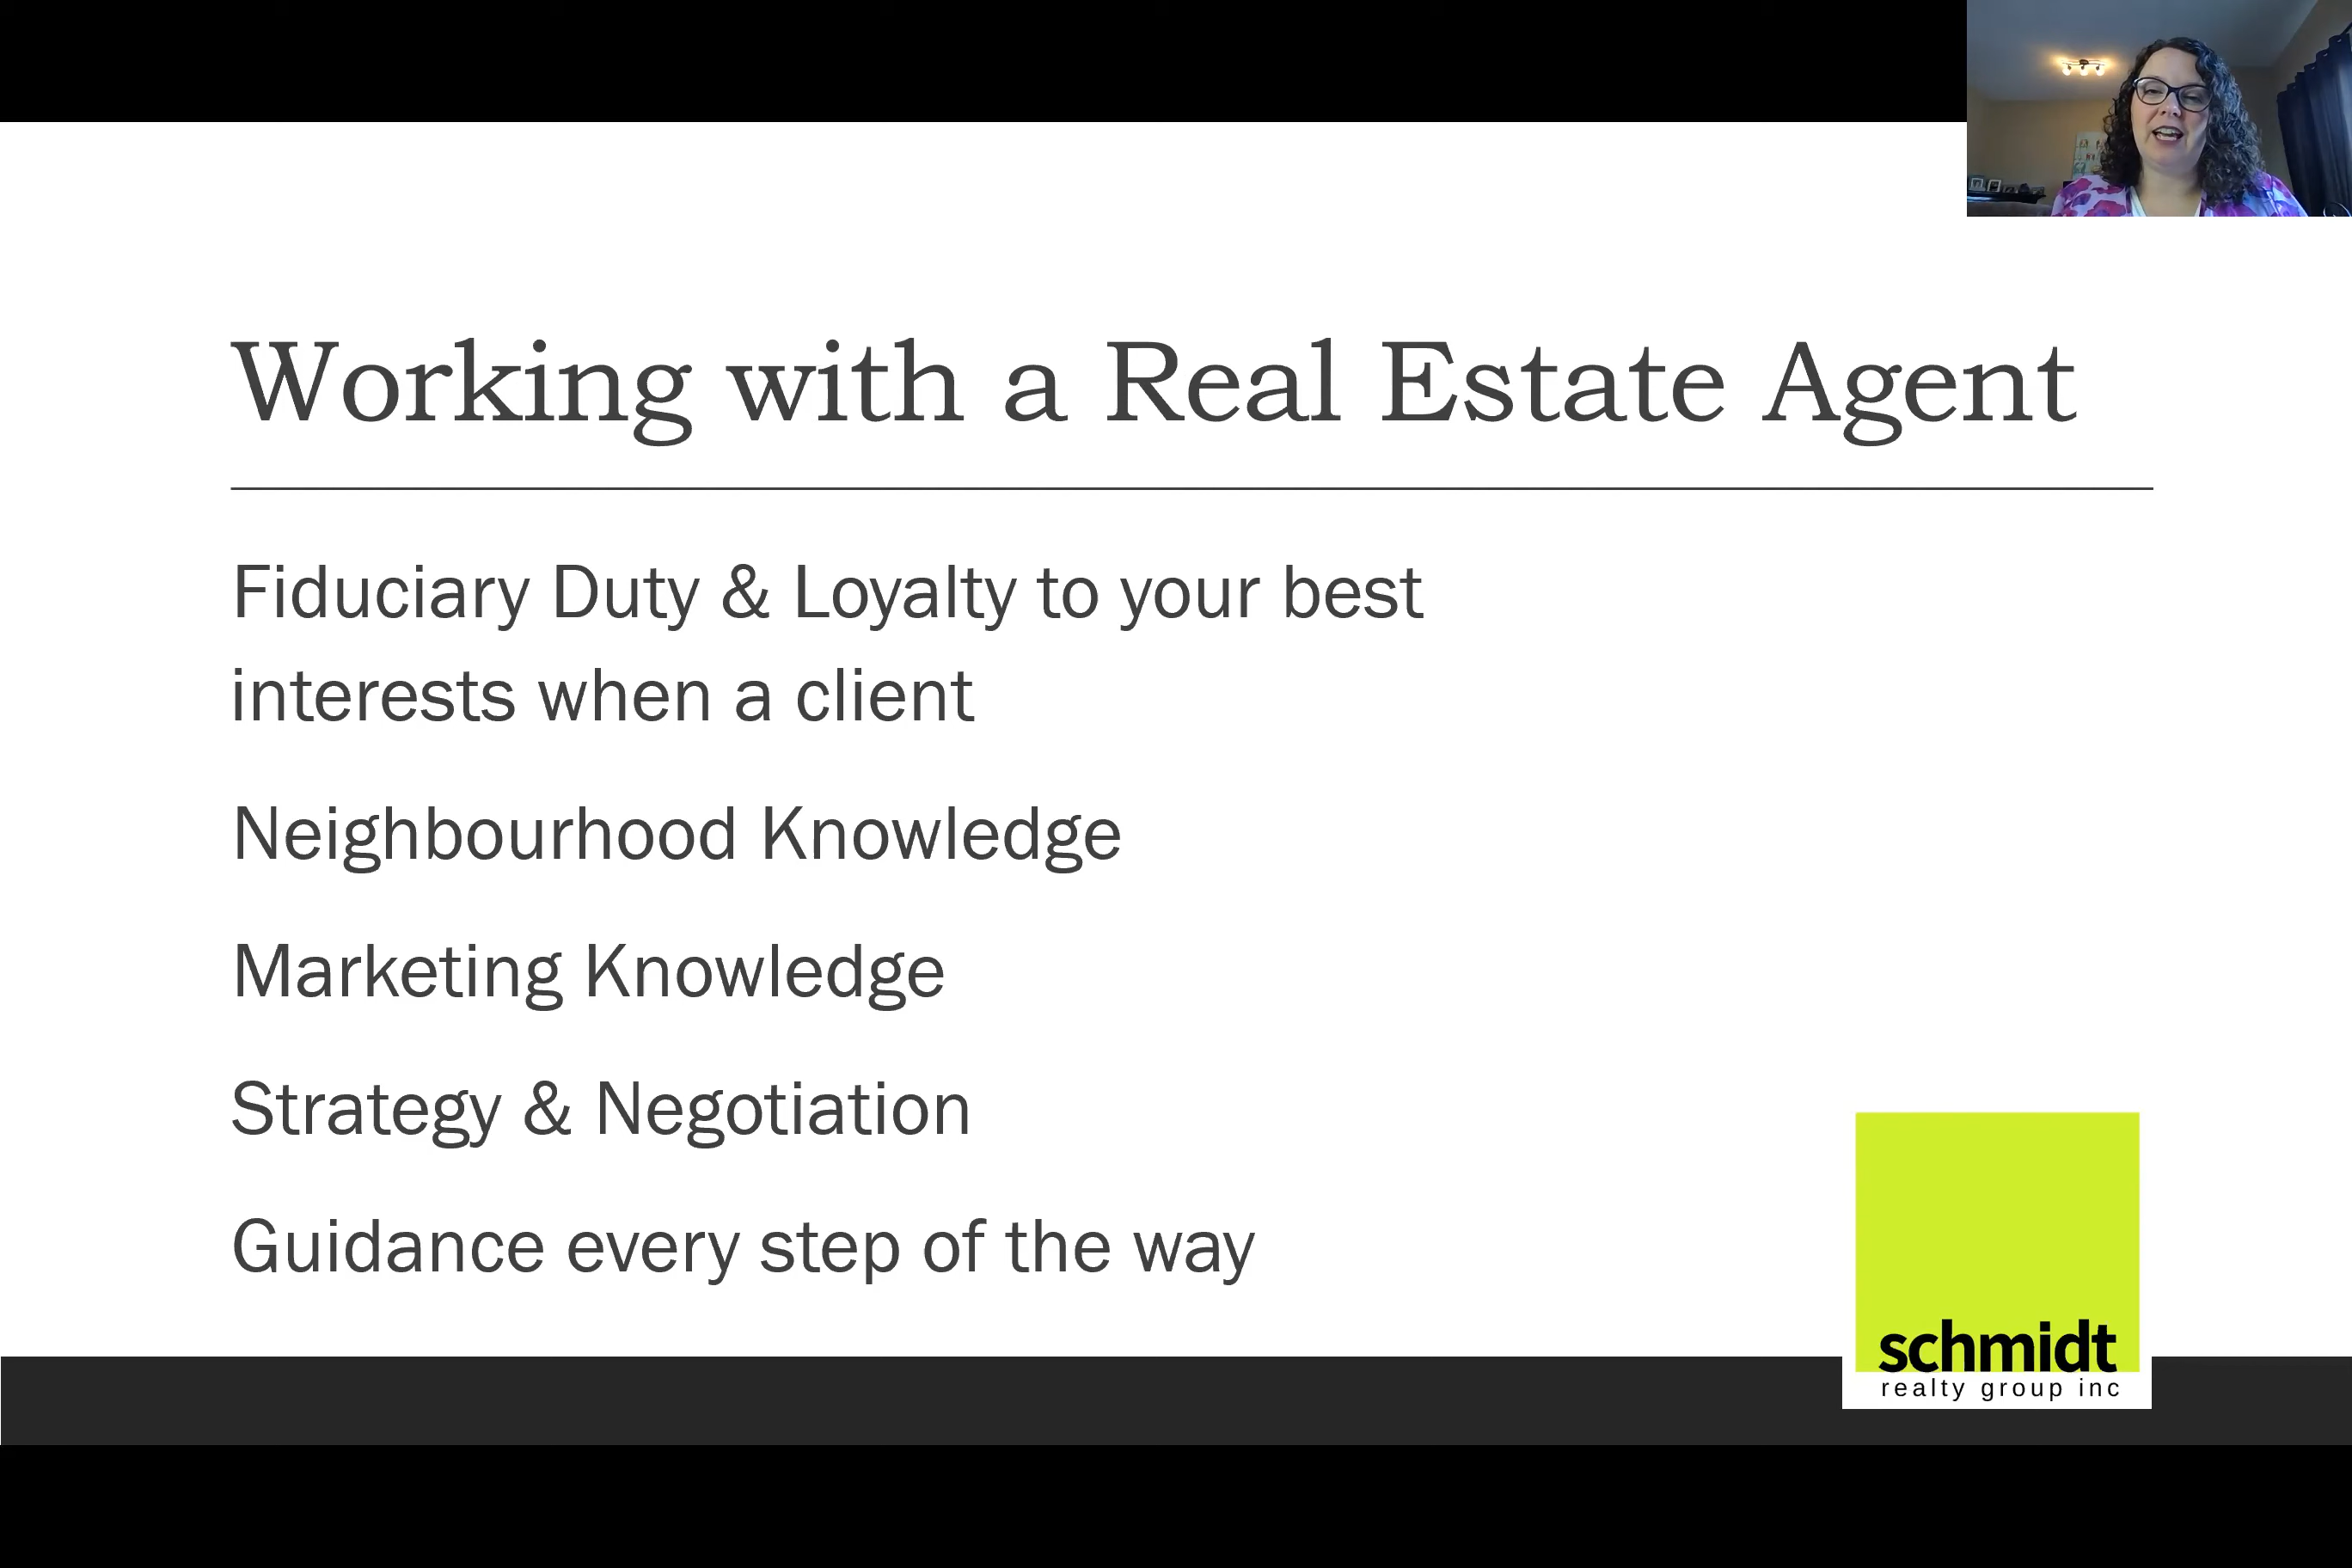 Working with a Real Estate Agent
Fiduciary Duty & Loyalty to your best
interests when a client
Neighbourhood Knowledge
Marketing Knowledge
Strategy & Negotiation
Guidance every step of the way
schmidt
realty group inc